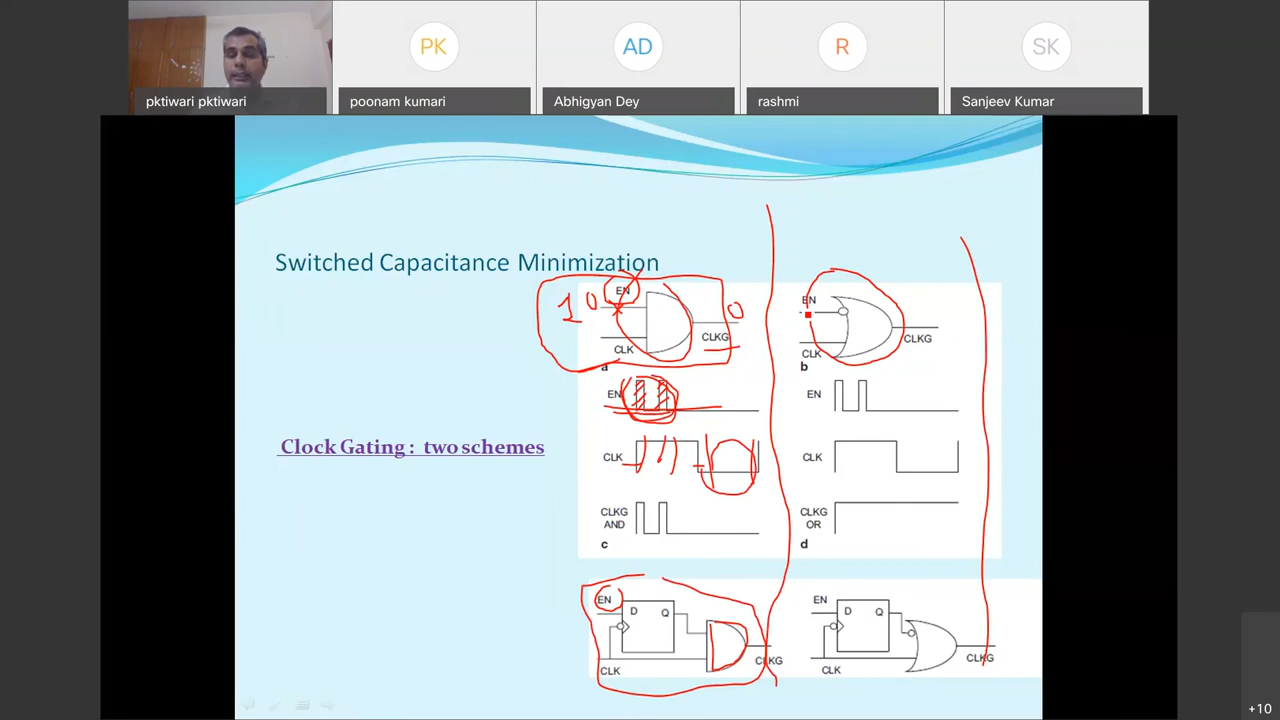 PK
AD
R
SK
pktiwari pktiwari
poonam kumari
Abhigyan Dey
rashmi
Sanjeev Kumar
Switched Capacitance Minimization
Clock Gating : two schemes
EN
1 0
0
CLK
CLKG
a
EN
CLK
CLKG
AND
c
EN
CLK
CLKG
b
EN
CLK
CLKG
OR
d
EN
D
Q
CLK
CLKG
EN
D
Q
CLK
CLKG
+10